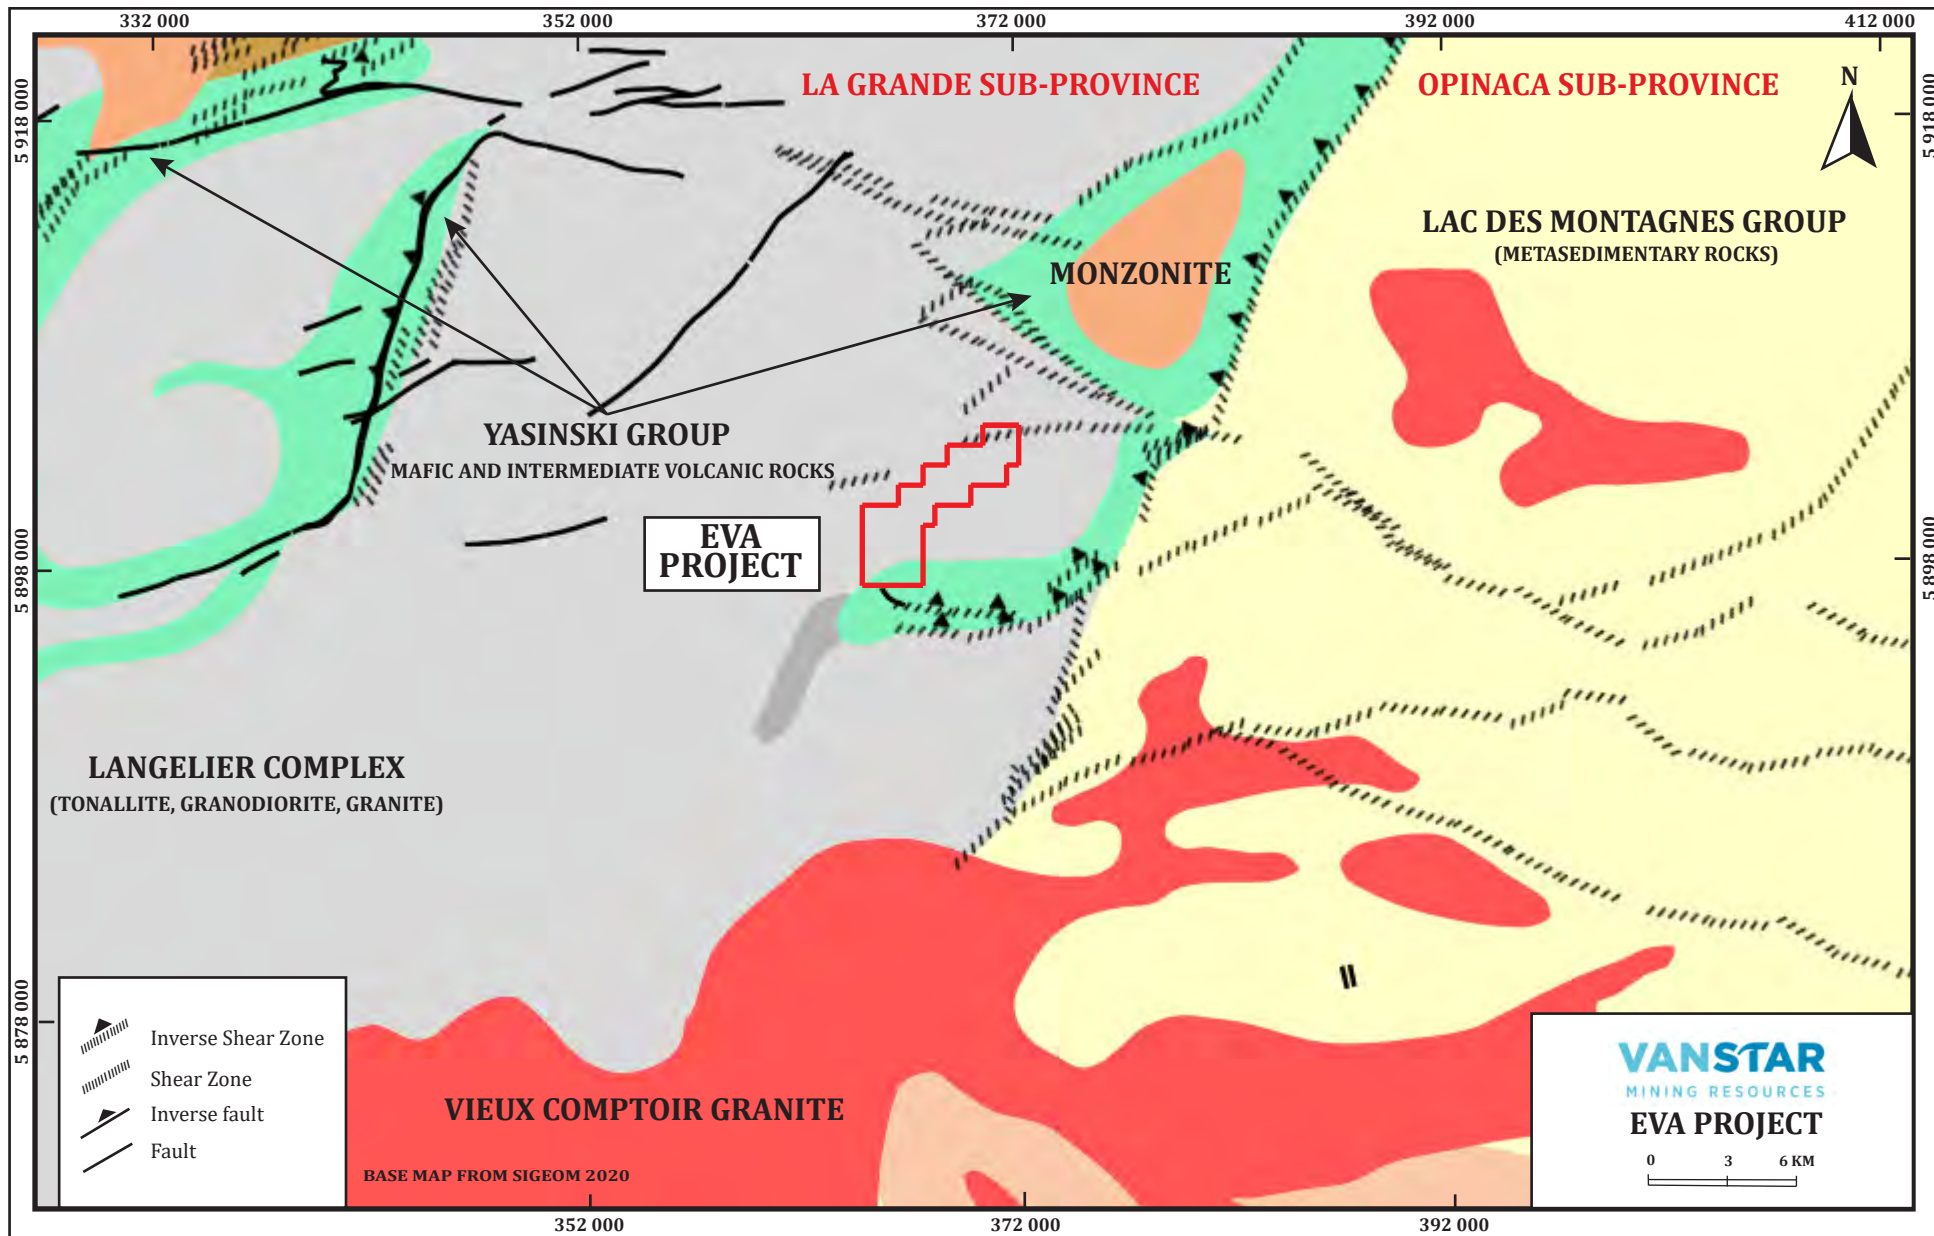 332 000
352 000
372 000
392 000
412 000
LA GRANDE SUB-PROVINCE
OPINACA SUB-PROVINCE
N
5 918 000
5 918 000
LAC DES MONTAGNES GROUP
(METASEDIMENTARY ROCKS)
MONZONITE
YASINSKI GROUP
MAFIC AND INTERMEDIATE VOLCANIC ROCKS
EVA
PROJECT
5 898 000
5 898 000
LANGELIER COMPLEX
(TONALLITE, GRANODIORITE, GRANITE)
5 878 000
Inverse Shear Zone
Shear Zone
Inverse fault
Fault
VIEUX COMPTOIR GRANITE
BASE MAP FROM SIGEOM 2020
VANSTAR
MINING RESOURCES
EVA PROJECT
0 3 6 KM
352 000
372 000
392 000